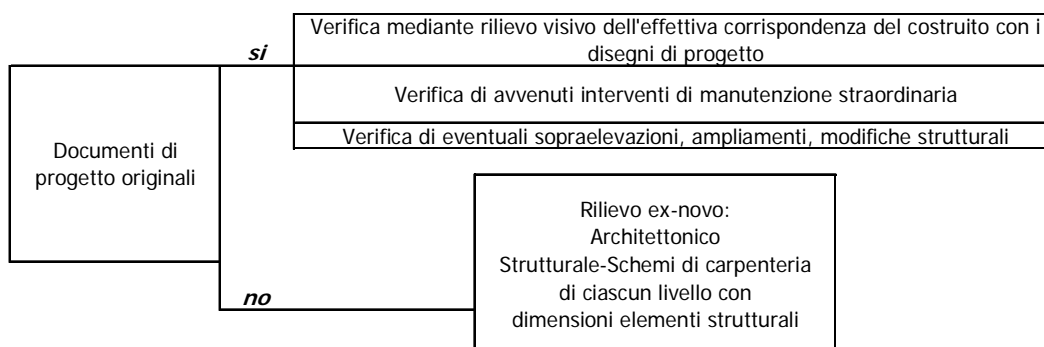 Verifica mediante rilievo visivo dell'effettiva corrispondenza del costruito con i
disegni di progetto
si
Verifica di avvenuti interventi di manutenzione straordinaria
Verifica di eventuali sopraelevazioni, ampliamenti, modifiche strutturali
Documenti di
progetto originali
Rilievo ex-novo:
Architettonico
Strutturale-Schemi di carpenteria
di ciascun livello con
dimensioni elementi strutturali
no